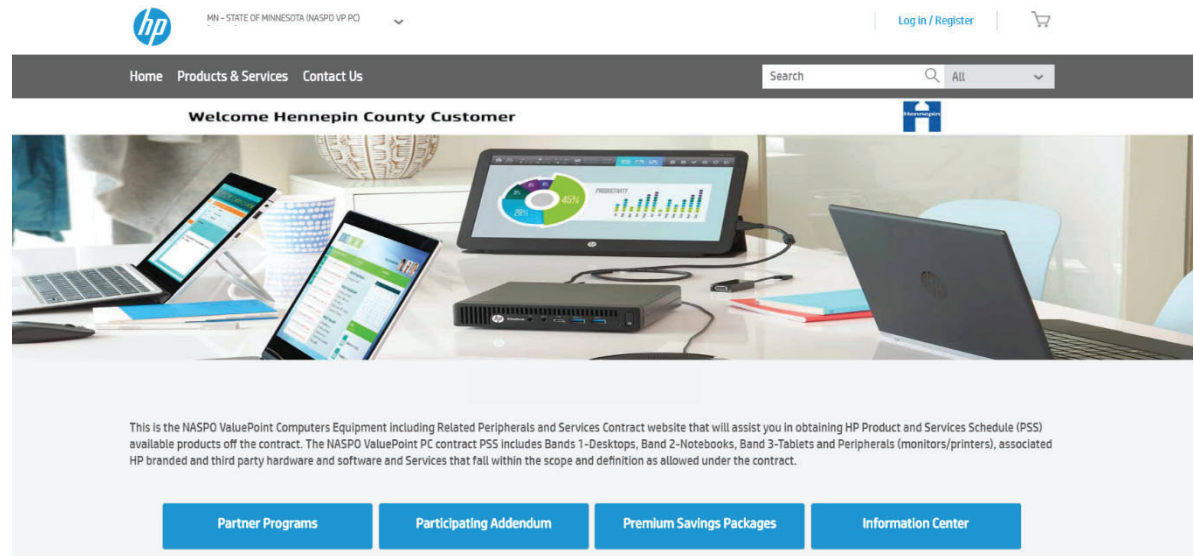 hp
MN - STATE OF MINNESOTA (NASPO VP PC)
Log in / Register
Home Products & Services Contact Us
Search
All
Welcome Hennepin County Customer
Hennepin
PRODUCTIVITY
45%
28%
hp
This is the NASPO ValuePoint Computers Equipment including Related Peripherals and Services Contract website that will assist you in obtaining HP Product and Services Schedule (PSS)
available products off the contract. The NASPO ValuePoint PC contract PSS includes Bands 1-Desktops, Band 2-Notebooks, Band 3-Tablets and Peripherals (monitors/printers), associated
HP branded and third party hardware and software and Services that fall within the scope and definition as allowed under the contract.
Partner Programs
Participating Addendum
Premium Savings Packages
Information Center